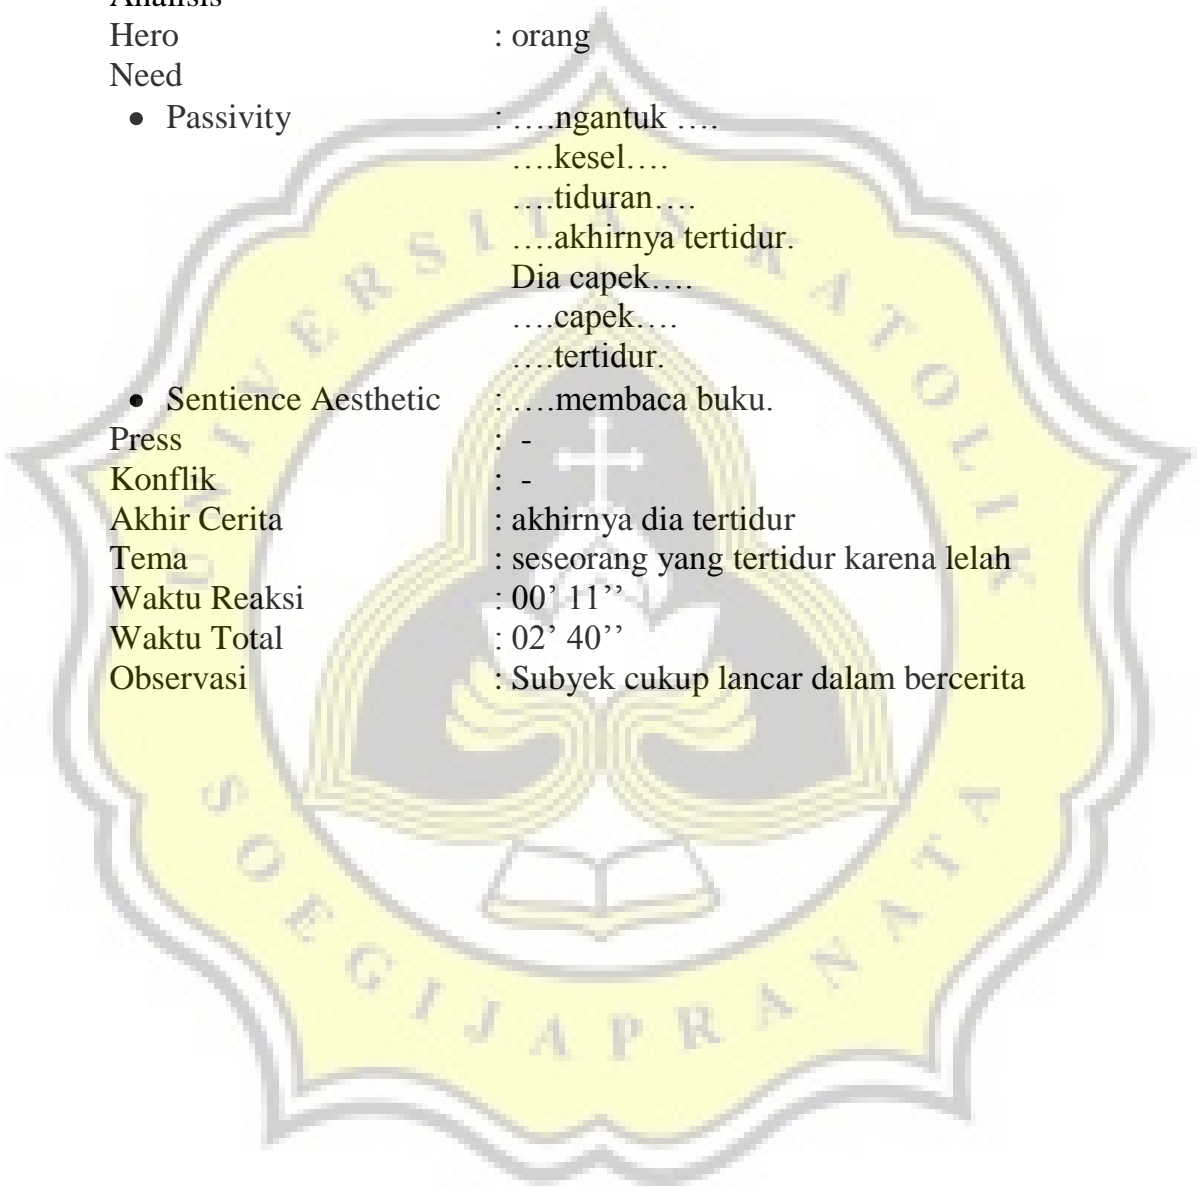 Analisis
Hero : orang
Need
• Passivity : ….ngantuk ….
….kesel….
….tiduran….
….akhirnya tertidur.
Dia capek….
….capek….
….tertidur.
• Sentience Aesthetic : ….membaca buku.
Press : -
Konflik : -
Akhir Cerita : akhirnya dia tertidur
Tema : seseorang yang tertidur karena lelah
Waktu Reaksi : 00’ 11’’
Waktu Total : 02’ 40’’
Observasi : Subyek cukup lancar dalam bercerita
UNIVERSITAS KATOLIK
SOEGIJAPRANATA